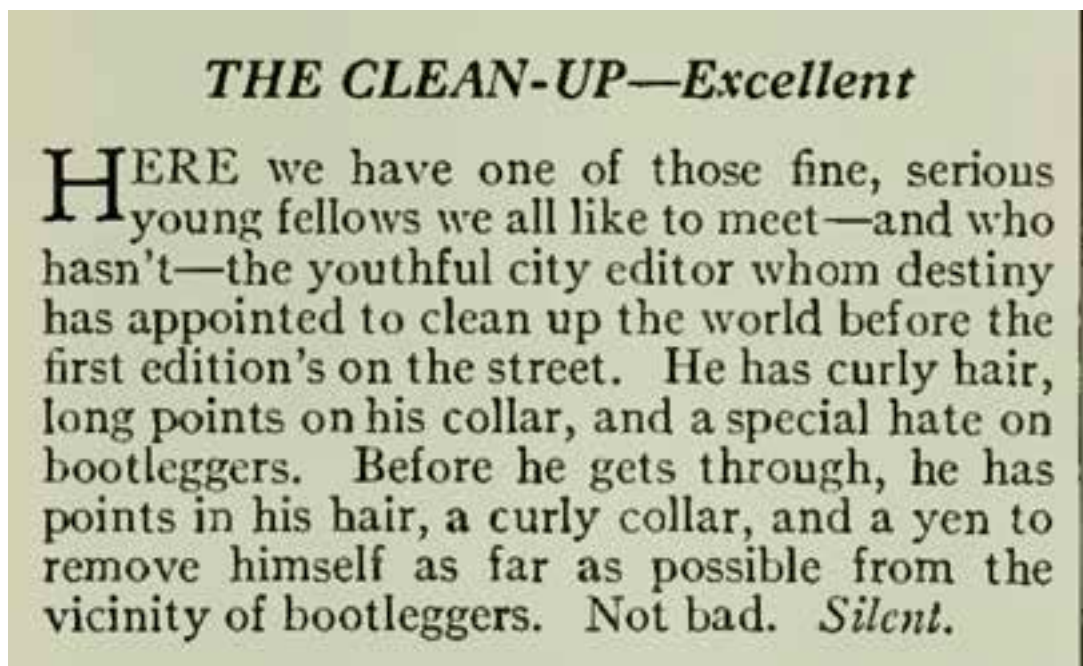 THE CLEAN-UP—Excellent
HERE we have one of those fine, serious
young fellows we all like to meet—and who
hasn't—the youthful city editor whom destiny
has appointed to clean up the world before the
first edition's on the street. He has curly hair,
long points on his collar, and a special hate on
bootleggers. Before he gets through, he has
points in his hair, a curly collar, and a yen to
remove himself as far as possible from the
vicinity of bootleggers. Not bad. Silent.